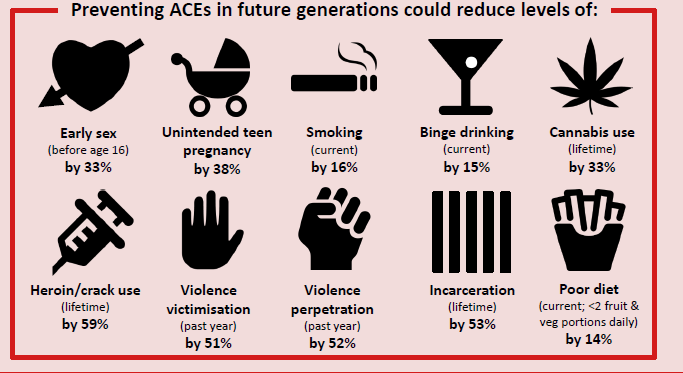 Preventing ACEs in future generations could reduce levels of:
Early sex
(before age 16)
by 33%
Unintended teen
pregnancy
by 38%
Smoking
(current)
by 16%
Binge drinking
(current)
by 15%
Cannabis use
(lifetime)
by 33%
Heroin/crack use
(lifetime)
by 59%
Violence
victimisation
(past year)
by 51%
Violence
perpetration
(past year)
by 52%
Incarceration
(lifetime)
by 53%
Poor diet
(current; <2 fruit &
veg portions daily)
by 14%